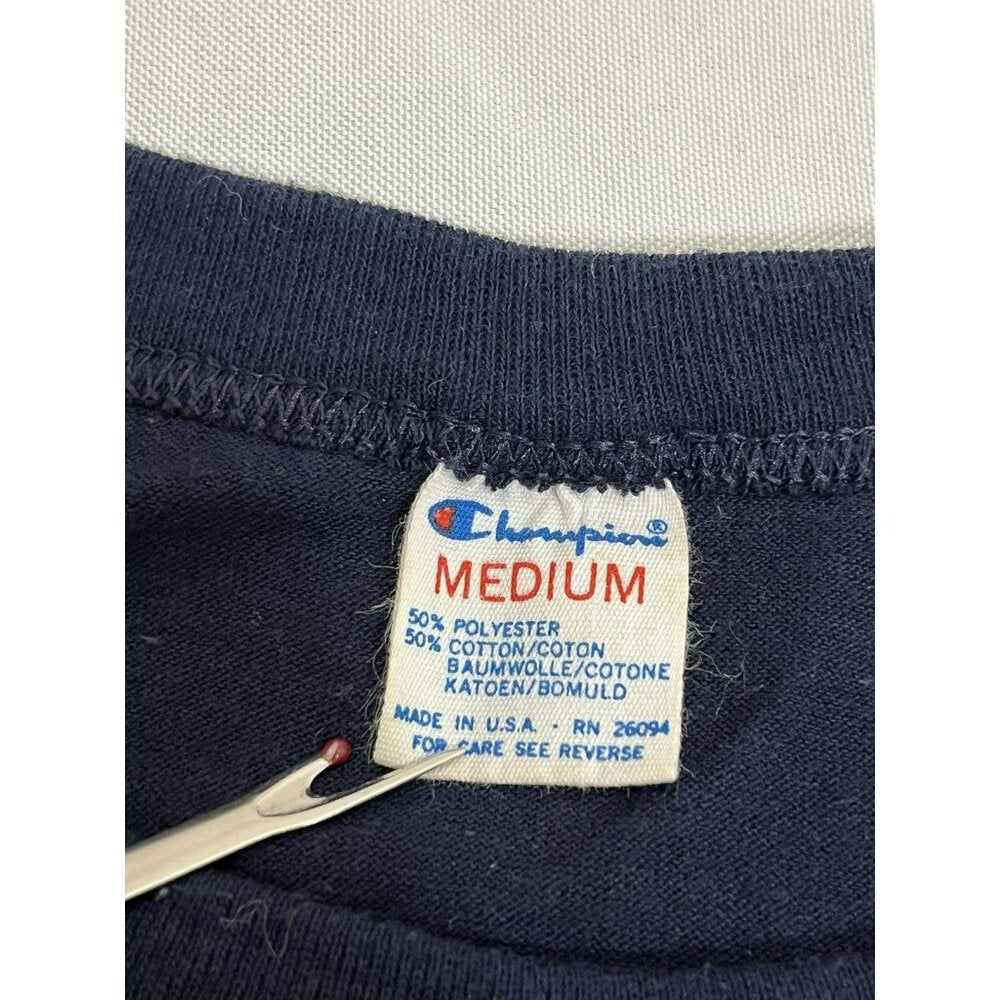 Champion®
MEDIUM
50% POLYESTER
50% COTTON/COTON
BAUMWOLLE/COTONE
KATOEN/BOMULD
MADE IN U.S.A. - RN 26094
FOR CARE SEE REVERSE